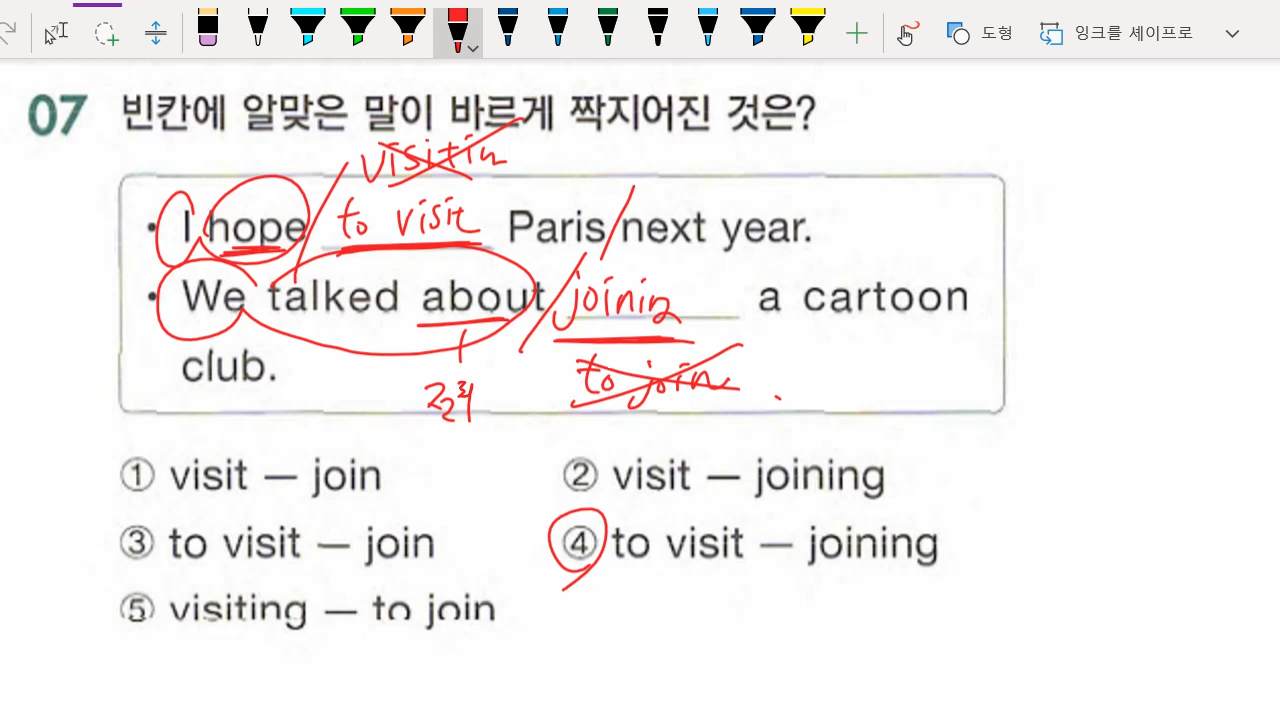 도형
잉크를 셰이프로
07 빈칸에 알맞은 말이 바르게 짝지어진 것은?
visitin
• I hope to visit Paris next year.
• We talked about joining a cartoon
club.
to join
① visit — join
② visit — joining
③ to visit — join
④ to visit — joining
⑤ visiting — to join